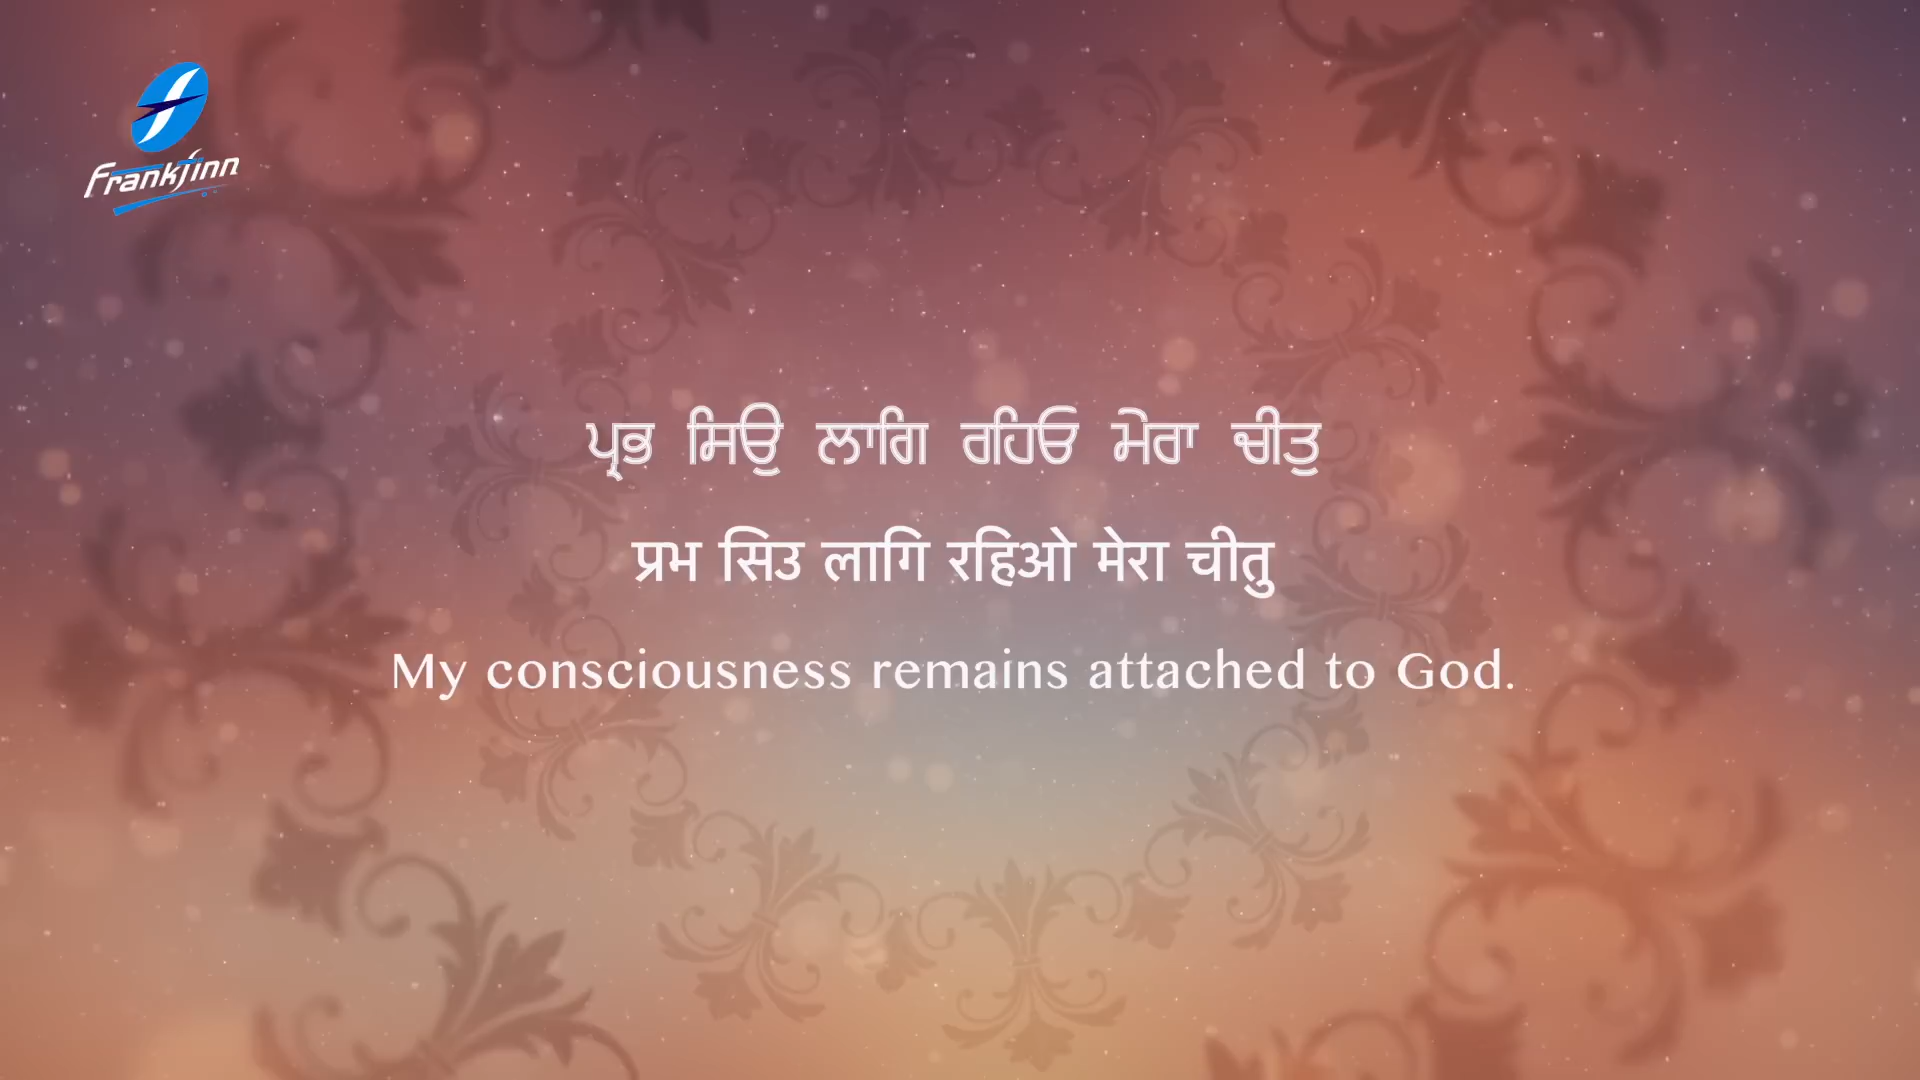 Frankfinn
ਪ੍ਰਭ ਸਿਉ ਲਾਗਿ ਰਹਿਓ ਮੇਰਾ ਚੀਤੁ
प्रभ सिउ लागि रहिओ मेरा चीतु
My consciousness remains attached to God.